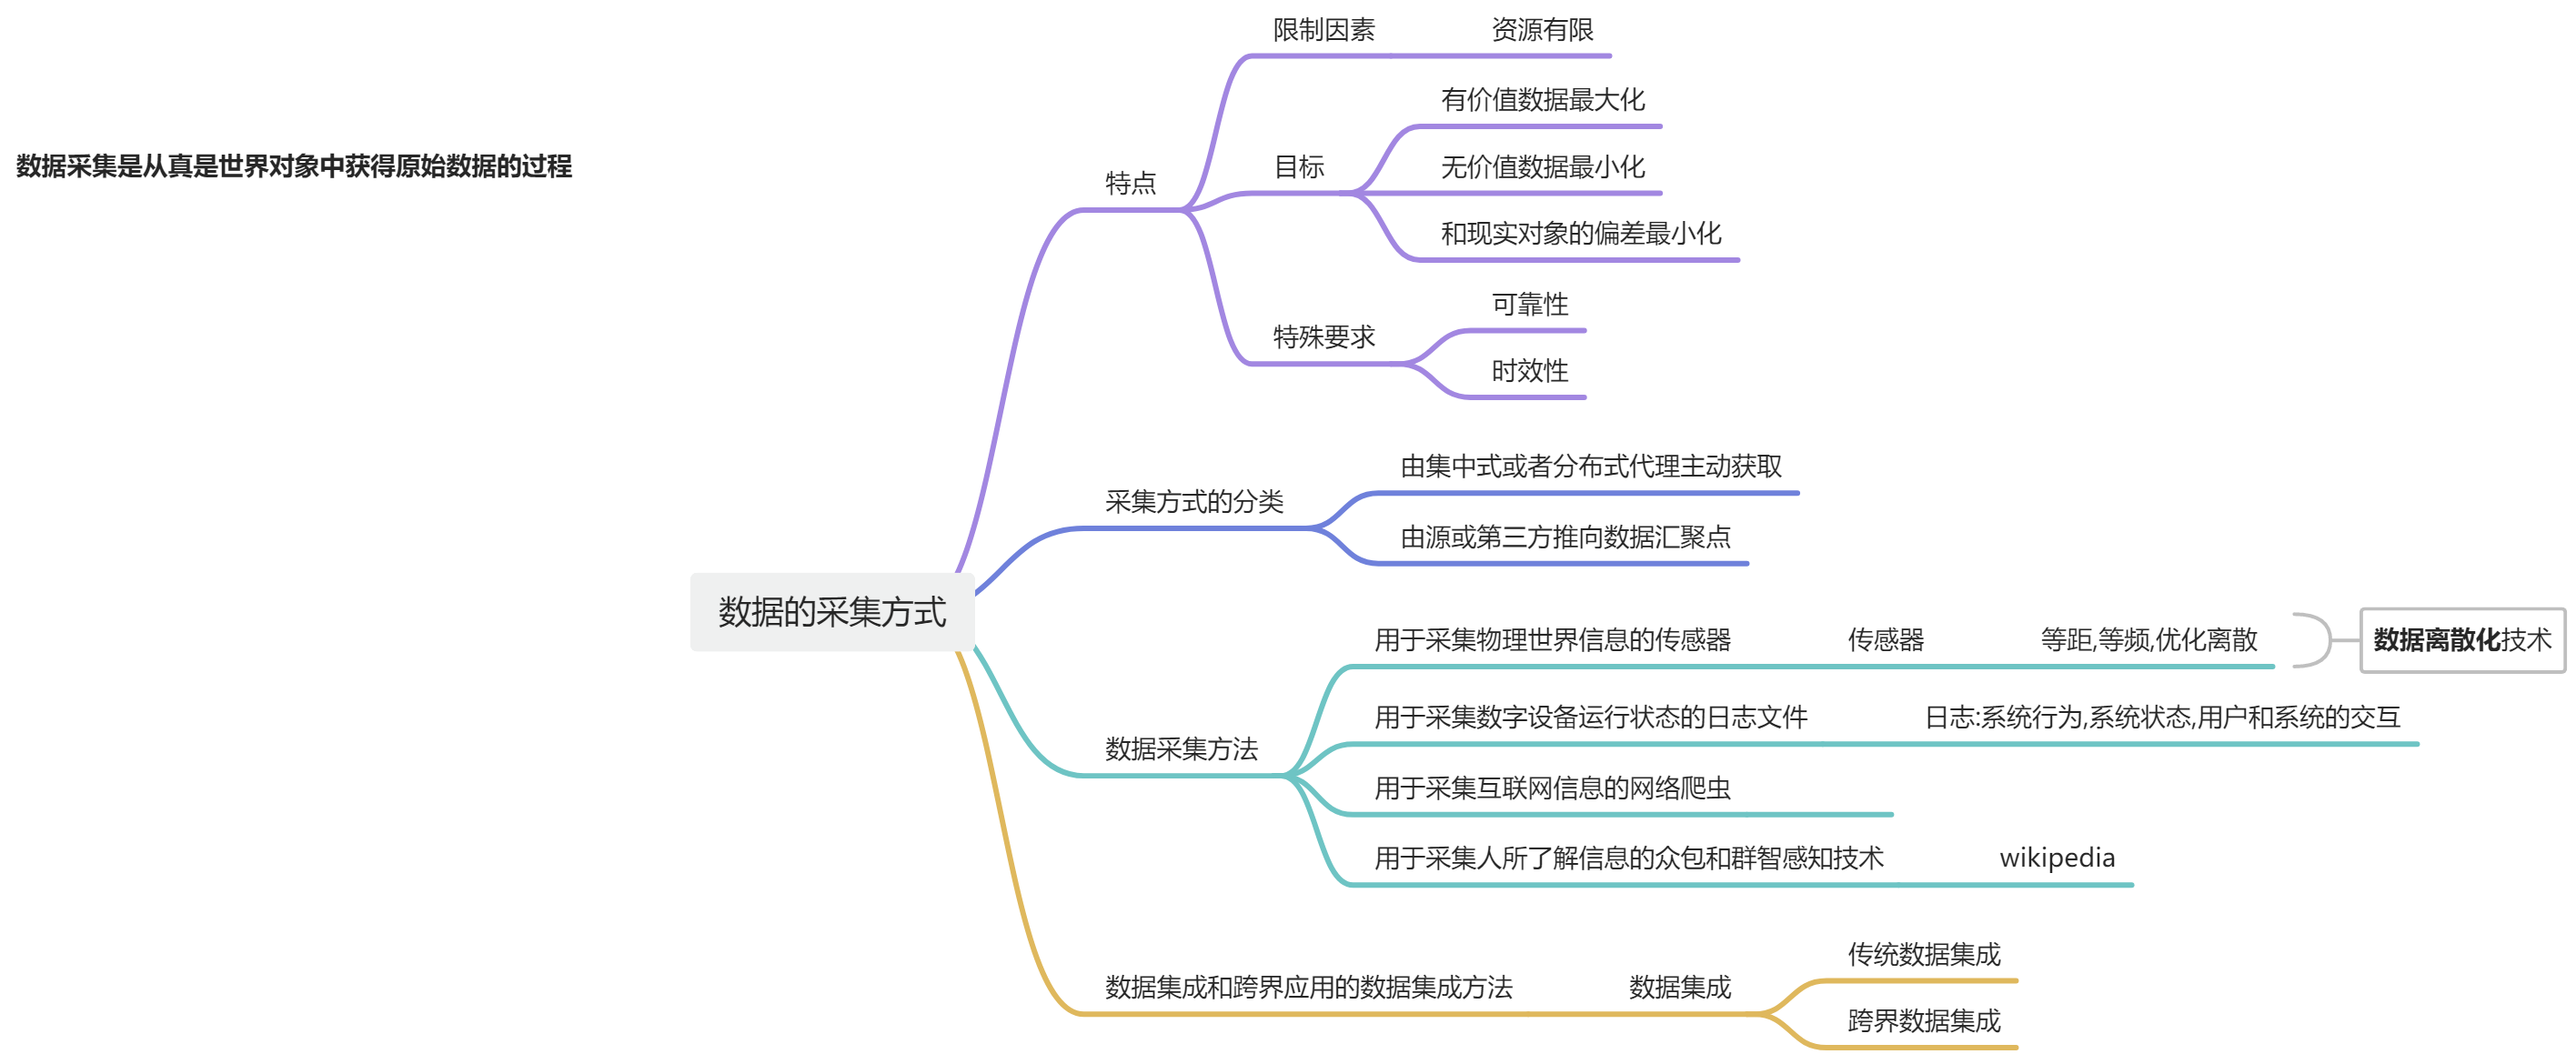 数据采集是从真是世界对象中获得原始数据的过程
数据的采集方式
特点
限制因素
资源有限
目标
有价值数据最大化
无价值数据最小化
和现实对象的偏差最小化
特殊要求
可靠性
时效性
采集方式的分类
由集中式或者分布式代理主动获取
由源或第三方推向数据汇聚点
数据采集方法
用于采集物理世界信息的传感器
传感器
等距,等频,优化离散
数据离散化技术
用于采集数字设备运行状态的日志文件
日志:系统行为,系统状态,用户和系统的交互
用于采集互联网信息的网络爬虫
用于采集人所了解信息的众包和群智感知技术
wikipedia
数据集成和跨界应用的数据集成方法
数据集成
传统数据集成
跨界数据集成